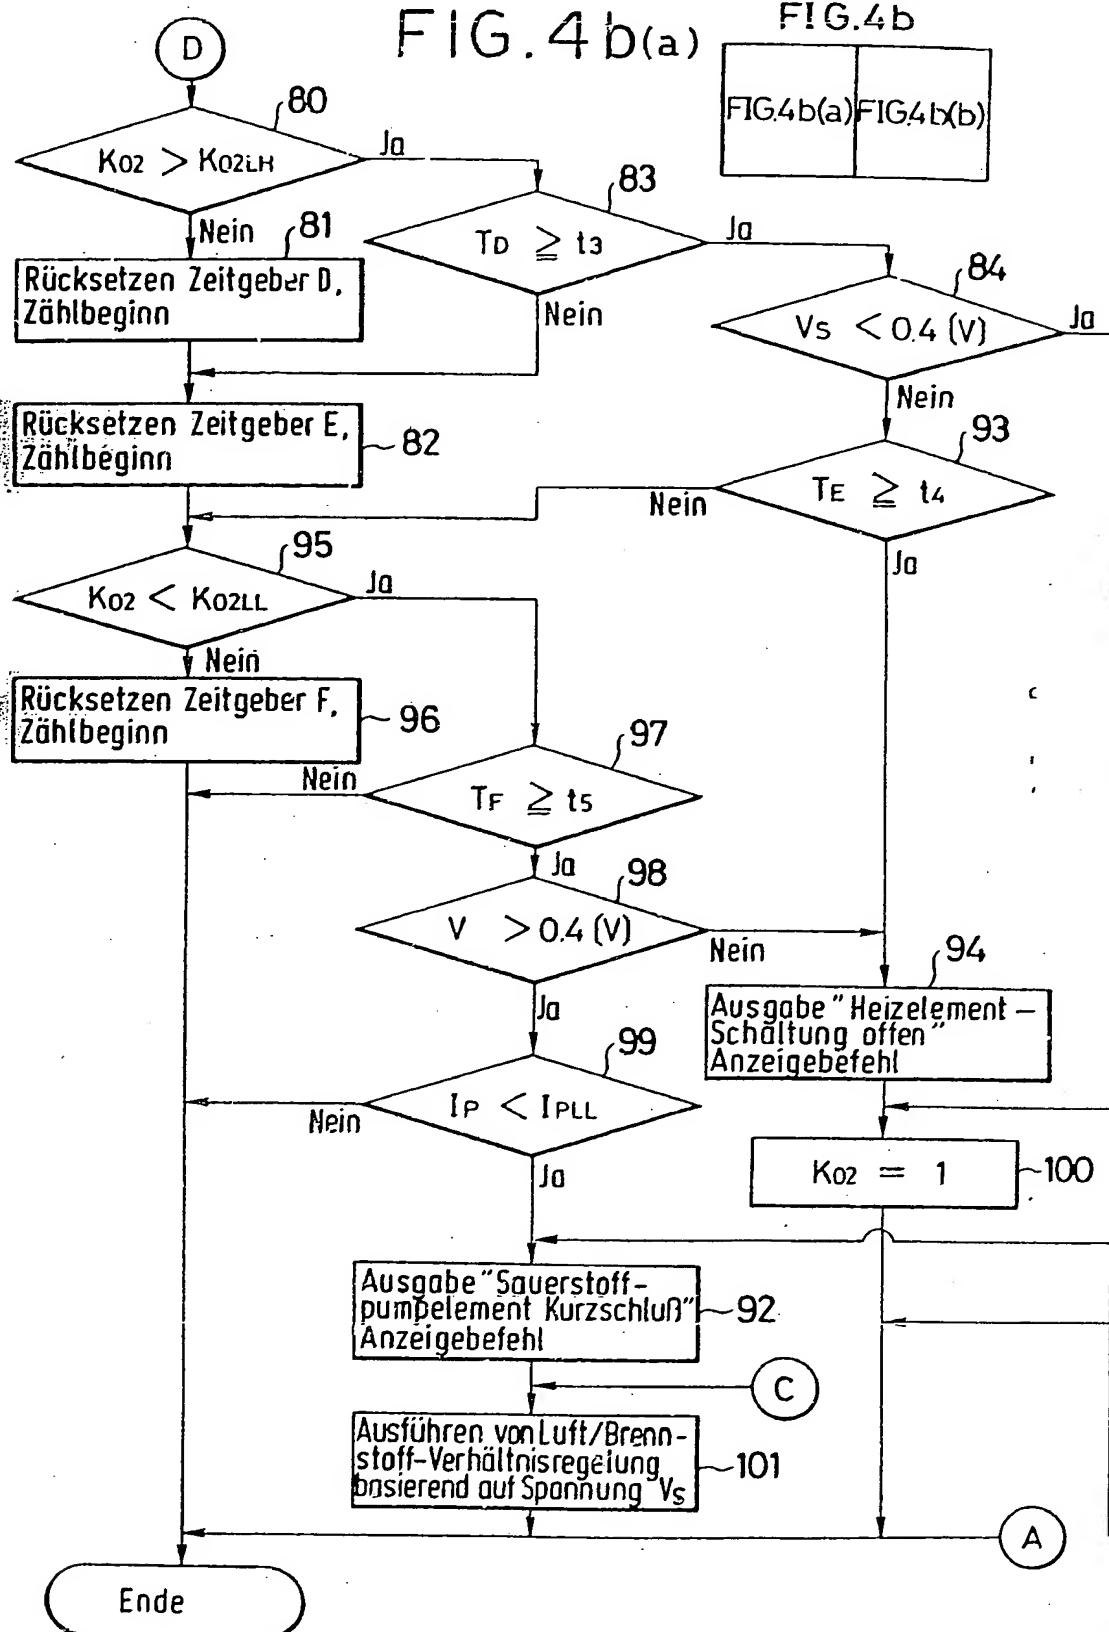 FIG. 4b(a)
FIG. 4b
FIG.4b(a) FIG.4b(b)
D
80
KO2 > KO2LH
Ja
Nein
81
Rücksetzen Zeitgeber D,
Zählbeginn
83
TD ≧ t3
Ja
Nein
84
VS < 0.4 (V)
Ja
Nein
Rücksetzen Zeitgeber E,
Zählbeginn
82
93
TE ≧ t4
Nein
Ja
95
KO2 < KO2LL
Ja
Nein
Rücksetzen Zeitgeber F,
Zählbeginn
96
97
TF ≧ t5
Nein
Ja
98
V > 0.4 (V)
Nein
Ja
94
Ausgabe "Heizelement –
Schaltung offen"
Anzeigebefehl
99
IP < IPLL
Nein
Ja
KO2 = 1
100
Ausgabe "Sauerstoff-
pumpelement Kurzschluß"
Anzeigebefehl
92
C
Ausführen von Luft/Brenn-
stoff-Verhältnisregelung
basierend auf Spannung VS
101
A
Ende